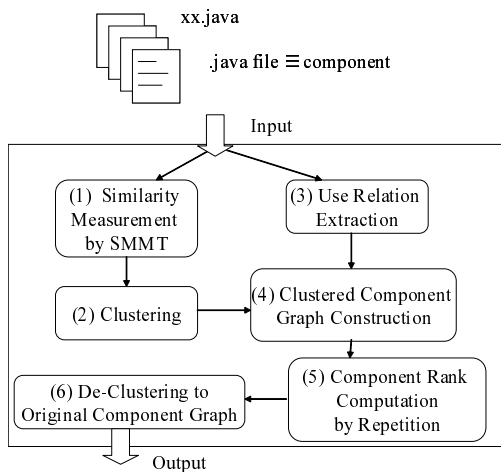 xx.java
.java file ≡ component
Input
(1) Similarity
Measurement
by SMMT
(3) Use Relation
Extraction
(2) Clustering
(4) Clustered Component
Graph Construction
(5) Component Rank
Computation
by Repetition
(6) De-Clustering to
Original Component Graph
Output